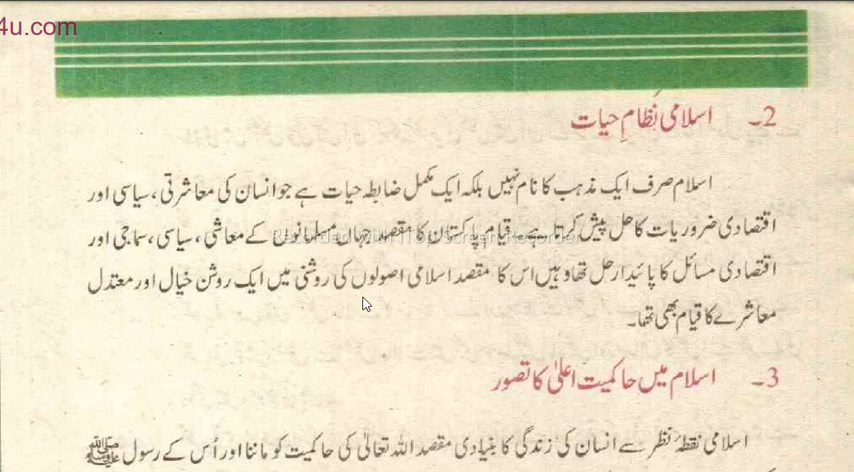 4u.com
2۔ اسلامی نظامِ حیات
اسلام صرف ایک مذہب کا نام نہیں بلکہ ایک مکمل ضابطہ حیات ہے جو انسان کی معاشرتی، سیاسی اور
اقتصادی ضروریات کا حل پیش کرتا ہے۔ قیامِ پاکستان کا مقصد جہاں مسلمانوں کے معاشی، سیاسی، سماجی اور
اقتصادی مسائل کا پائیدار حل تھا وہیں اس کا مقصد اسلامی اصولوں کی روشنی میں ایک روشن خیال اور معتدل
معاشرے کا قیام بھی تھا۔
3۔ اسلام میں حاکمیت اعلیٰ کا تصور
اسلامی نقطۂ نظر سے انسان کی زندگی کا بنیادی مقصد اللہ تعالیٰ کی حاکمیت کو ماننا اور اُس کے رسول ﷺ